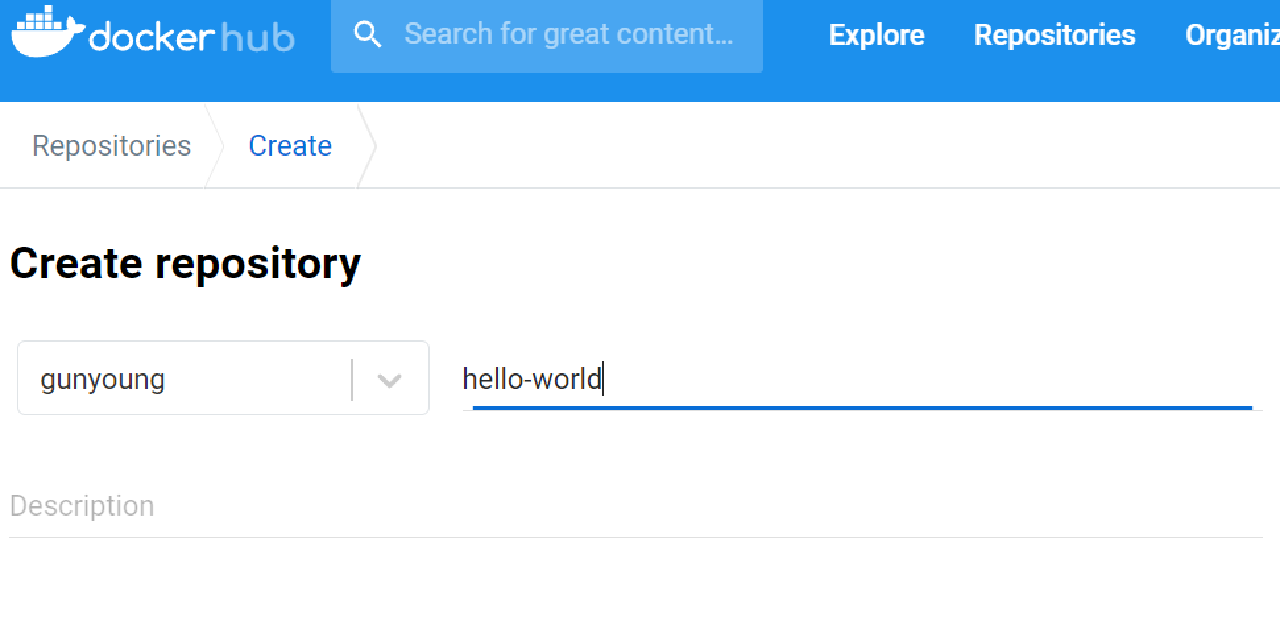 docker hub Search for great content... Explore Repositories Organiz
Repositories Create
Create repository
gunyoung hello-world
Description